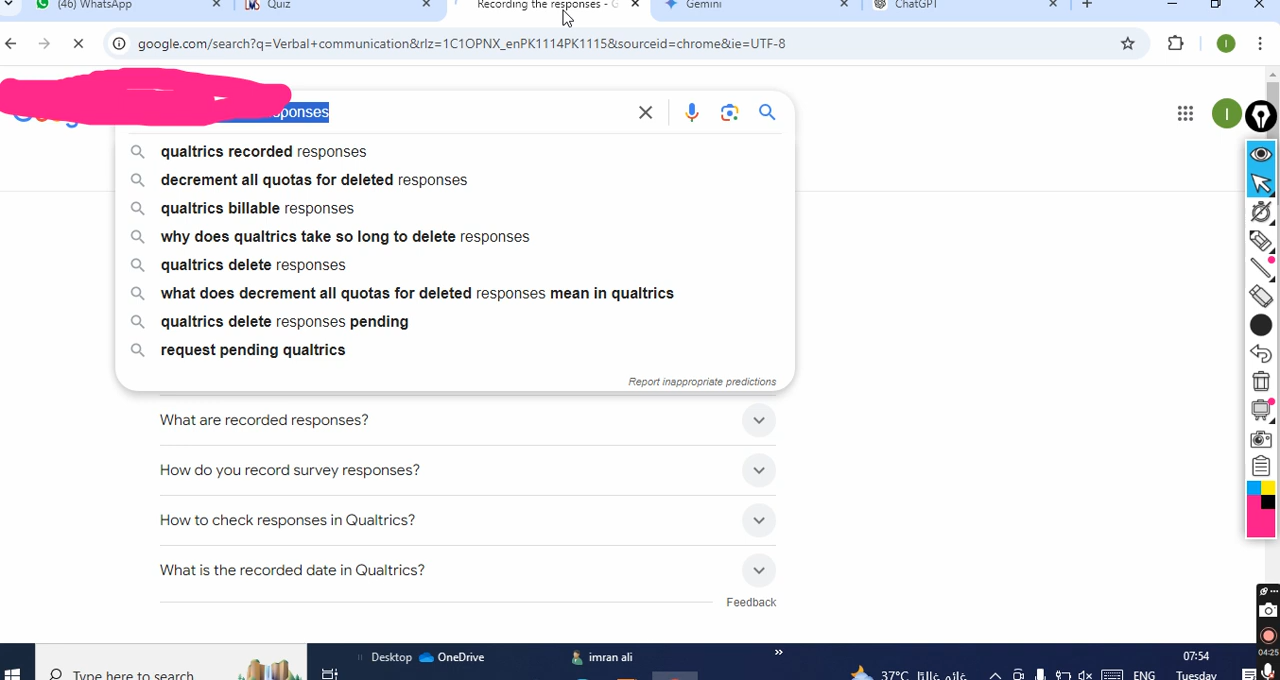 (46) WhatsApp
Quiz
Recording the responses - G
Gemini
ChatGPT
google.com/search?q=Verbal+communication&rlz=1C1OPNX_enPK1114PK1115&sourceid=chrome&ie=UTF-8
I
ponses
I
qualtrics recorded responses
decrement all quotas for deleted responses
qualtrics billable responses
why does qualtrics take so long to delete responses
qualtrics delete responses
what does decrement all quotas for deleted responses mean in qualtrics
qualtrics delete responses pending
request pending qualtrics
Report inappropriate predictions
What are recorded responses?
How do you record survey responses?
How to check responses in Qualtrics?
What is the recorded date in Qualtrics?
Feedback
04:25
Type here to search
Desktop
OneDrive
imran ali
37°C غائم غالبًا
ENG
07:54
Tuesday